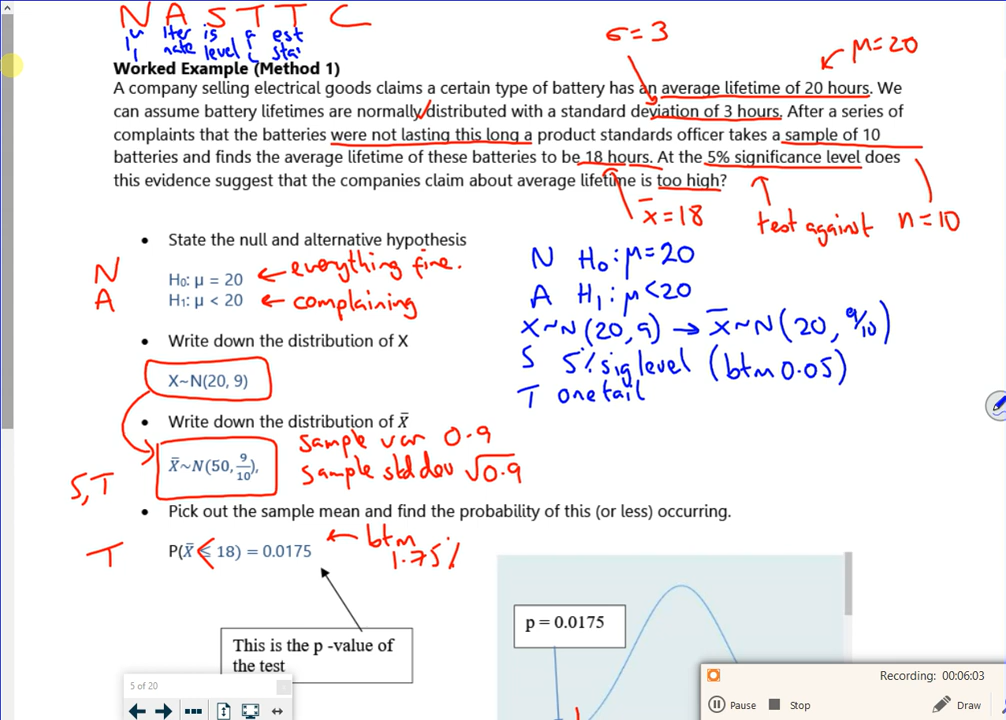 N A S T T C
iter is est
nate level stat
σ = 3
μ = 20
Worked Example (Method 1)
A company selling electrical goods claims a certain type of battery has an average lifetime of 20 hours. We
can assume battery lifetimes are normally distributed with a standard deviation of 3 hours. After a series of
complaints that the batteries were not lasting this long a product standards officer takes a sample of 10
batteries and finds the average lifetime of these batteries to be 18 hours. At the 5% significance level does
this evidence suggest that the companies claim about average lifetime is too high?
x̄ = 18
test against
n = 10
• State the null and alternative hypothesis
N H₀: μ = 20 ← everything fine.
A H₁: μ < 20 ← complaining
• Write down the distribution of X
X~N(20, 9)
• Write down the distribution of X̄
X̄~N(50, 9/10),
sample var 0.9
sample std dev √0.9
S,T
• Pick out the sample mean and find the probability of this (or less) occurring.
T P(X̄ ≤ 18) = 0.0175 ← btm
1.75%
This is the p -value of
the test
N H₀: μ = 20
A H₁: μ < 20
X~N(20, 9) → x̄~N(20, 9/10)
S 5% sig level (btm 0.05)
T one tail
p = 0.0175
5 of 20
Recording: 00:06:03
Pause Stop Draw